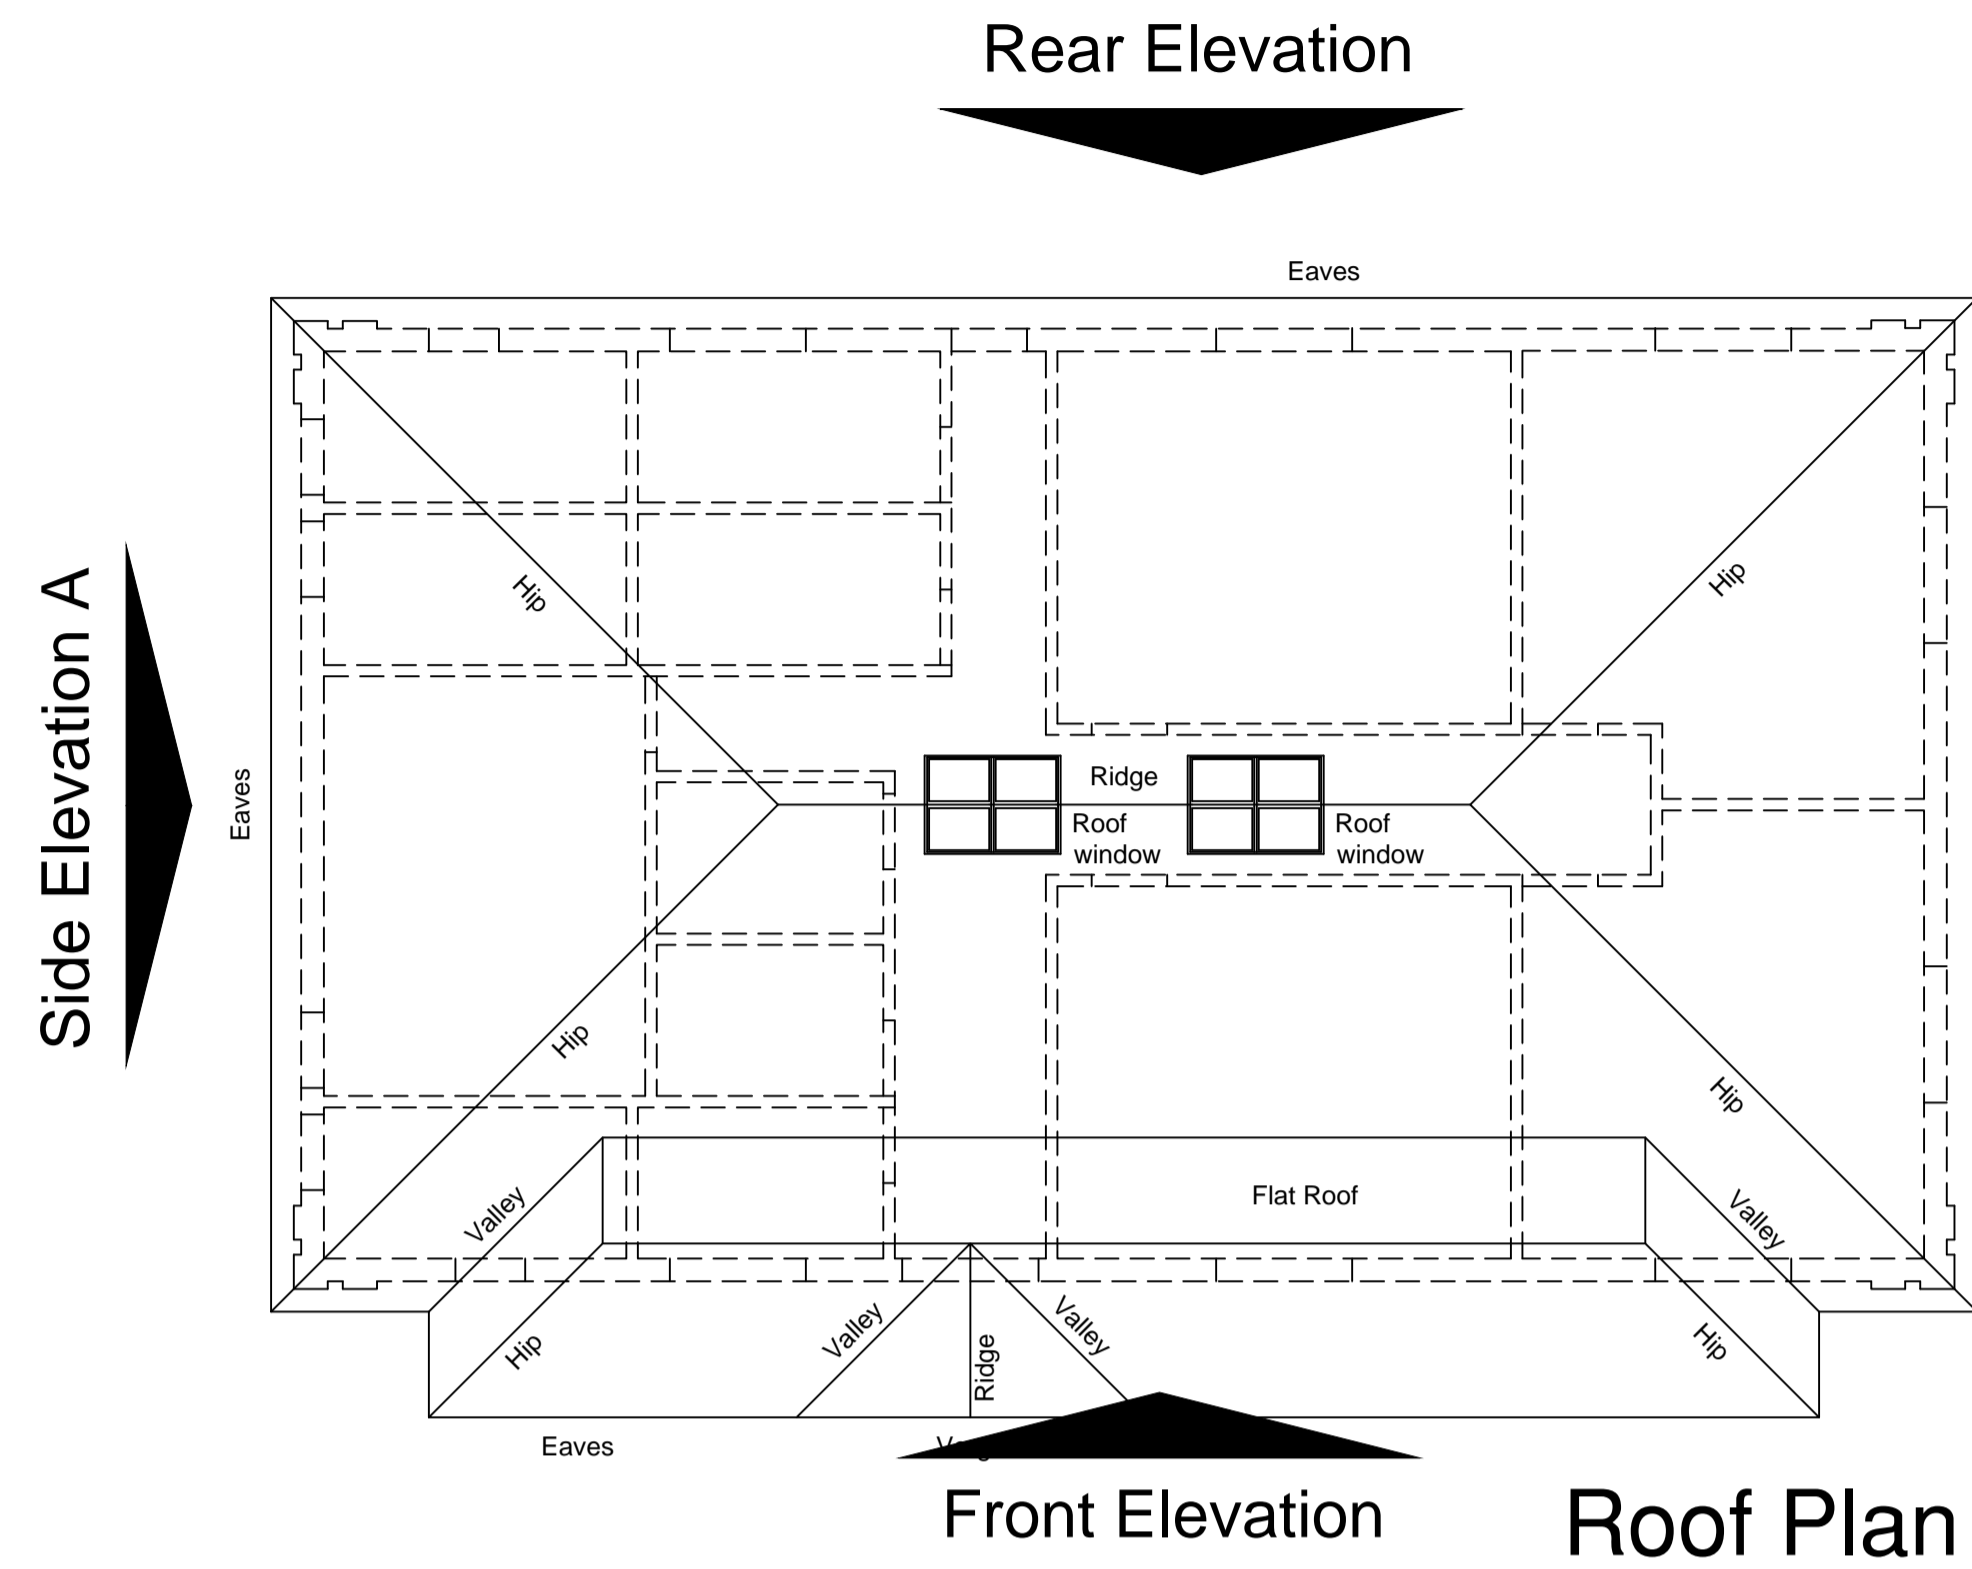 Rear Elevation
Eaves
Side Elevation A
Eaves
Hip
Hip
Ridge
Roof
window
Roof
window
Hip
Hip
Valley
Flat Roof
Valley
Hip
Valley
Ridge
Valley
Hip
Eaves
Front Elevation
Roof Plan